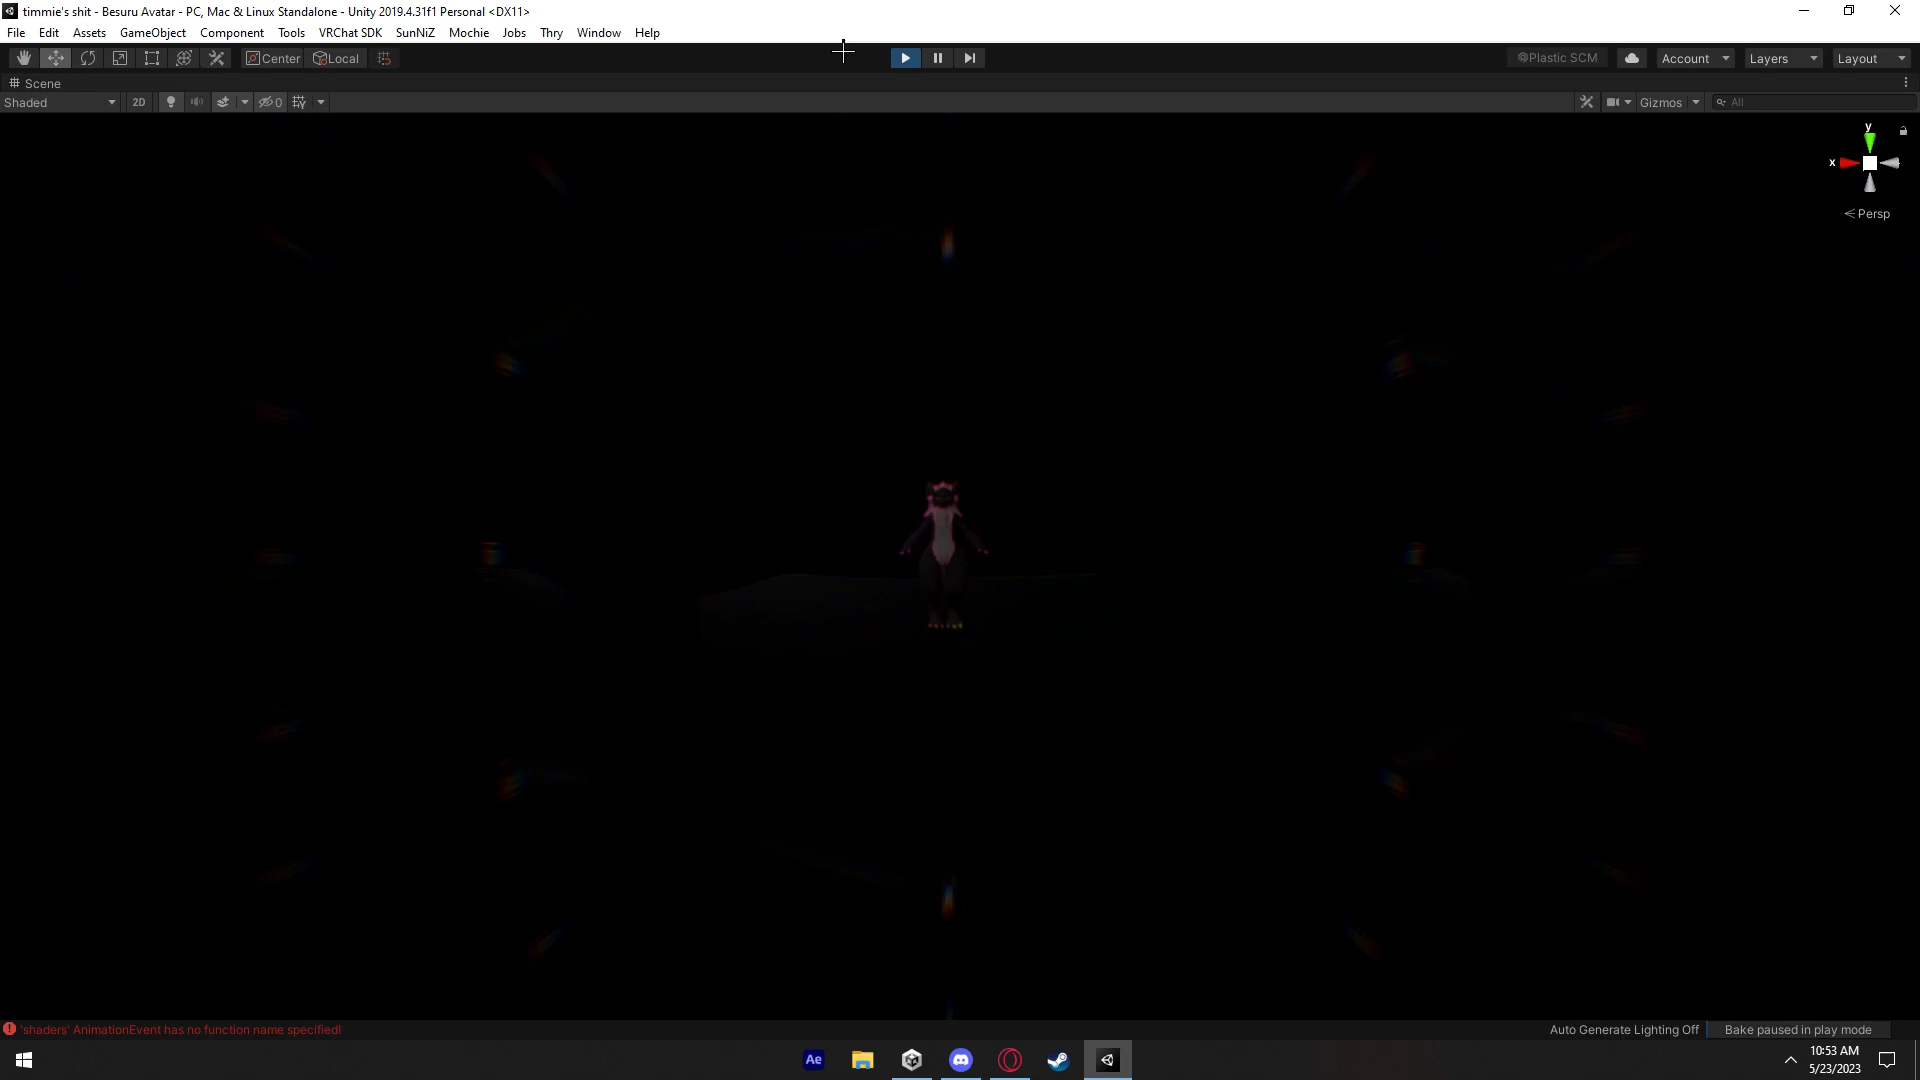 timmie's shit - Besuru Avatar - PC, Mac & Linux Standalone - Unity 2019.4.31f1 Personal <DX11>
File Edit Assets GameObject Component Tools VRChat SDK SunNiZ Mochie Jobs Thry Window Help
Center Local Plastic SCM Account Layers Layout
Scene
Shaded 2D 0 Gizmos All
y
x
Persp
'shaders' AnimationEvent has no function name specified! Auto Generate Lighting Off Bake paused in play mode
Ae 10:53 AM
5/23/2023